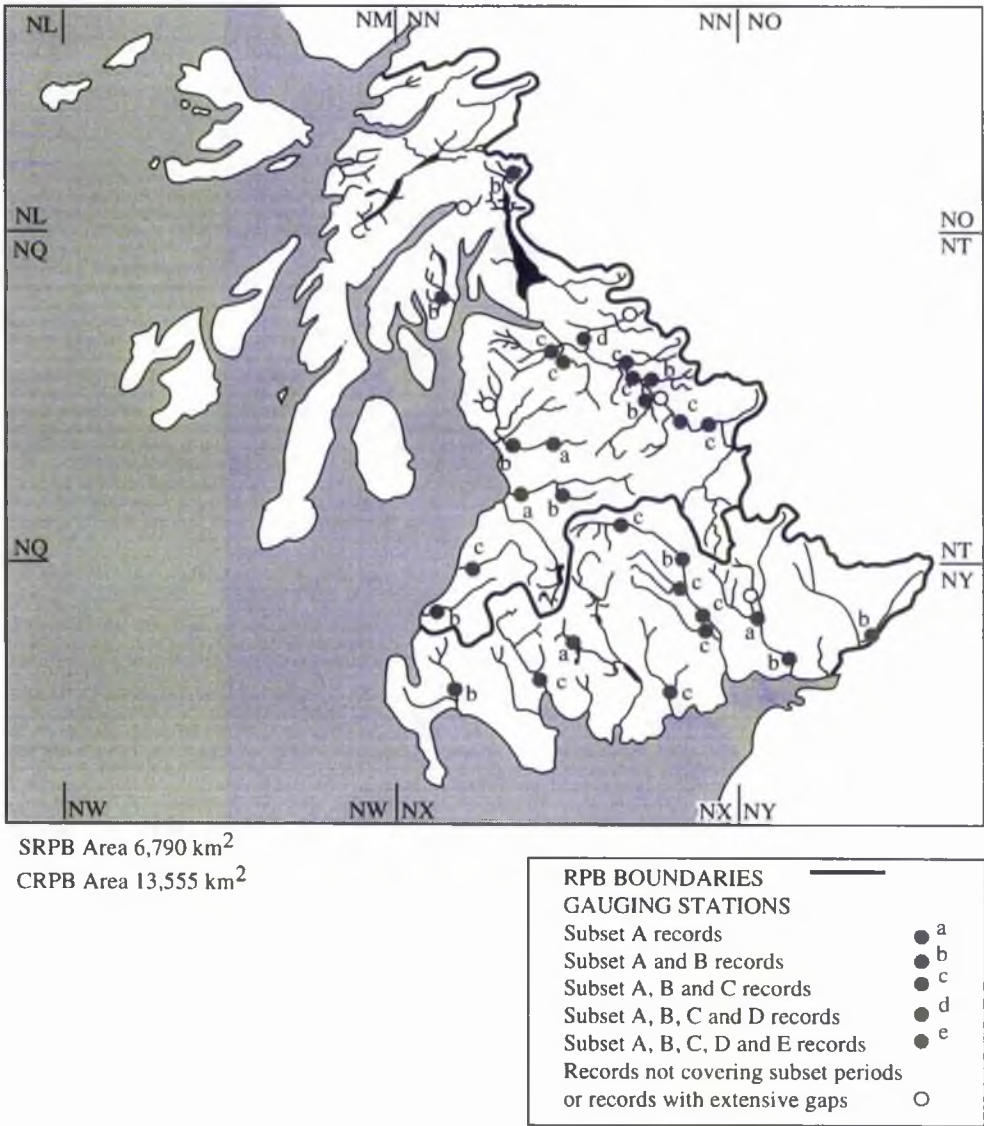 NL NM NN NN NO
b
NL NO
NQ NT
b
d
c
c
c
b
c
b
c
c
b
a
a
b
c
NQ NT
c
b
NY
c
b
a
b
c
a
b
c
c
b
NW NW NX NX NY
SRPB Area 6,790 km2
CRPB Area 13,555 km2
RPB BOUNDARIES
GAUGING STATIONS
Subset A records a
Subset A and B records b
Subset A, B and C records c
Subset A, B, C and D records d
Subset A, B, C, D and E records e
Records not covering subset periods
or records with extensive gaps